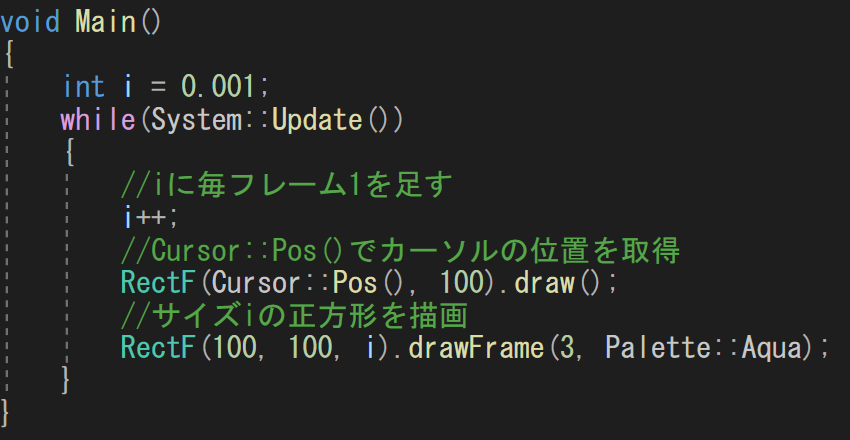 void Main()
{
int i = 0.001;
while(System::Update())
{
//iに毎フレーム1を足す
i++;
//Cursor::Pos()でカーソルの位置を取得
RectF(Cursor::Pos(), 100).draw();
//サイズiの正方形を描画
RectF(100, 100, i).drawFrame(3, Palette::Aqua);
}
}